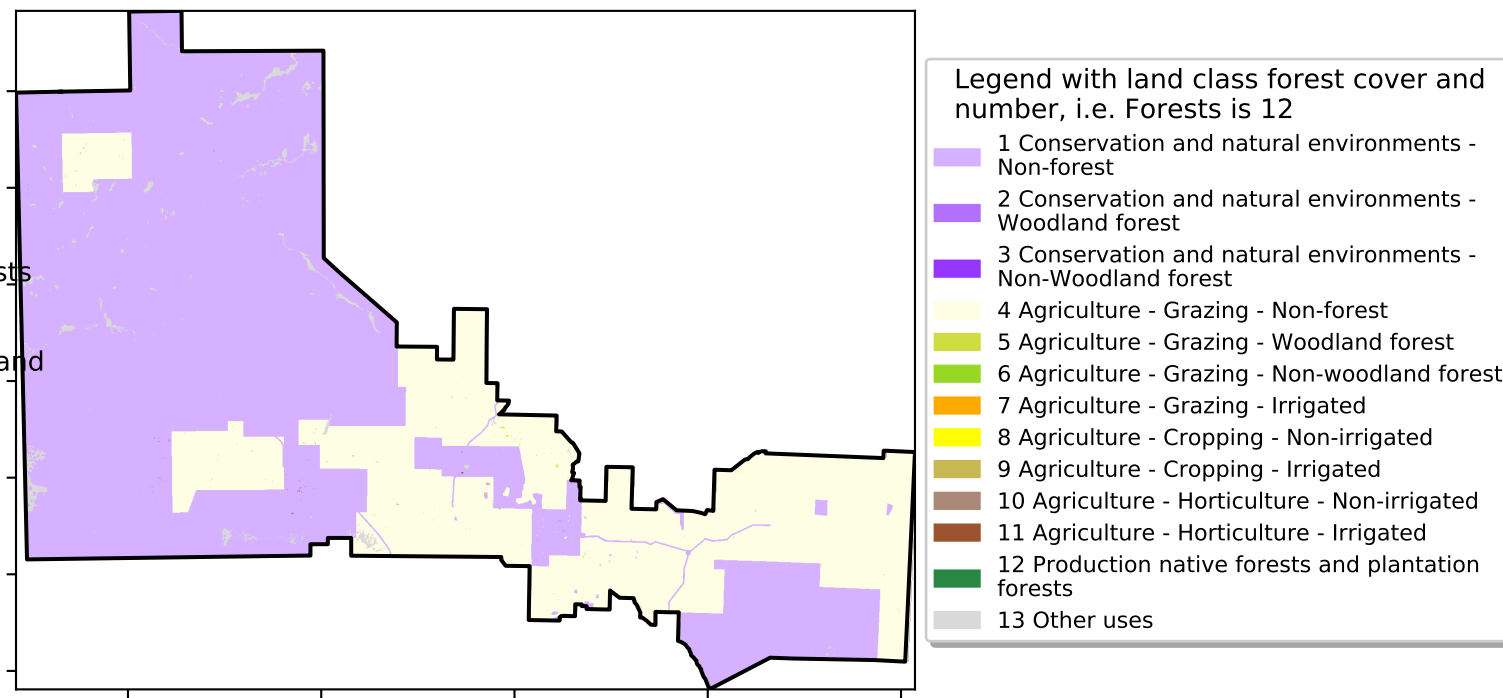 Legend with land class forest cover and
number, i.e. Forests is 12
1 Conservation and natural environments -
Non-forest
2 Conservation and natural environments -
Woodland forest
3 Conservation and natural environments -
Non-Woodland forest
4 Agriculture - Grazing - Non-forest
5 Agriculture - Grazing - Woodland forest
6 Agriculture - Grazing - Non-woodland forest
7 Agriculture - Grazing - Irrigated
8 Agriculture - Cropping - Non-irrigated
9 Agriculture - Cropping - Irrigated
10 Agriculture - Horticulture - Non-irrigated
11 Agriculture - Horticulture - Irrigated
12 Production native forests and plantation
forests
13 Other uses